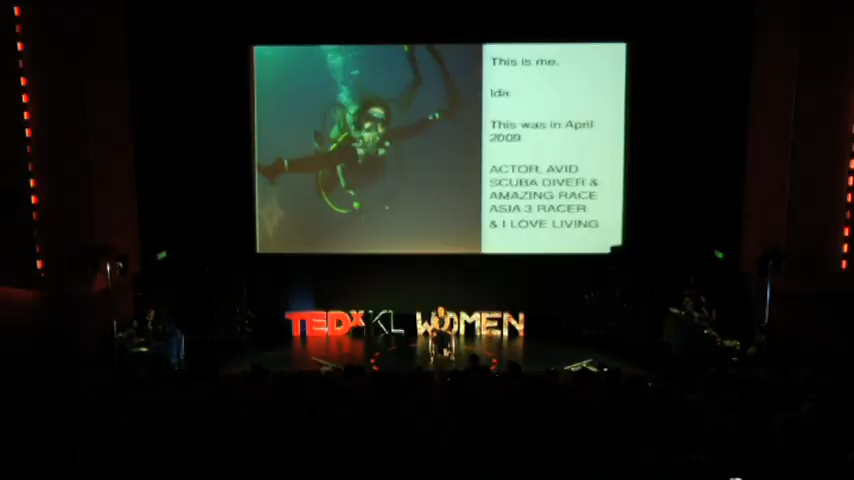 This is me.
Ida
This was in April
2009
ACTOR, AVID
SCUBA DIVER &
AMAZING RACE
ASIA 3 RACER
& I LOVE LIVING
TEDxKL WOMEN